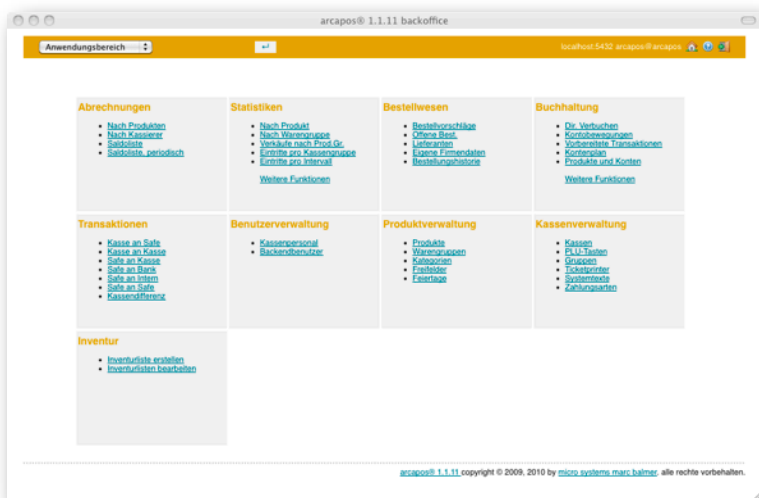 arcapos® 1.1.11 backoffice
Anwendungsbereich
localhost:5432 arcapos@arcapos
Abrechnungen
Nach Produkten
Nach Kassierer
Saldoliste
Saldoliste, periodisch
Statistiken
Nach Produkt
Nach Warengruppe
Verkäufe nach Prod.Gr.
Eintritte pro Kassengruppe
Eintritte pro Intervall
Weitere Funktionen
Bestellwesen
Bestellvorschläge
Offene Best.
Lieferanten
Eigene Firmendaten
Bestellungshistorie
Buchhaltung
Dir. Verbuchen
Kontobewegungen
Vorbereitete Transaktionen
Kontenplan
Produkte und Konten
Weitere Funktionen
Transaktionen
Kasse an Safe
Kasse an Kasse
Safe an Kasse
Safe an Bank
Safe an Intern
Safe an Safe
Kassendifferenz
Benutzerverwaltung
Kassenpersonal
Backendbenutzer
Produktverwaltung
Produkte
Warengruppen
Kategorien
Freifelder
Feiertage
Kassenverwaltung
Kassen
PLU-Tasten
Gruppen
Ticketprinter
Systemtexte
Zahlungsarten
Inventur
Inventurliste erstellen
Inventurlisten bearbeiten
arcapos® 1.1.11 copyright © 2009, 2010 by micro systems marc balmer, alle rechte vorbehalten.